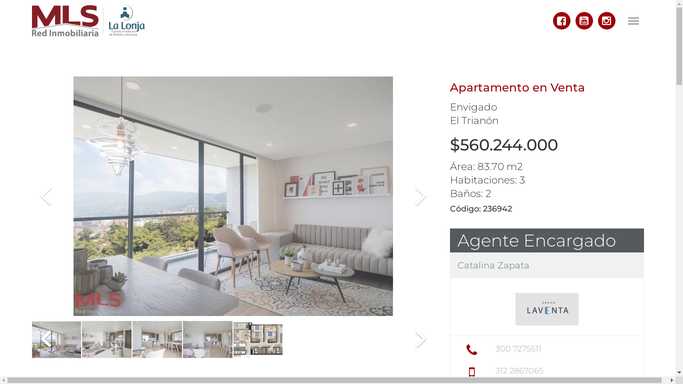 MLS
Red Inmobiliaria
La Lonja
Apartamento en Venta
Envigado
El Trianón
$560.244.000
Área: 83.70 m2
Habitaciones: 3
Baños: 2
Código: 236942
Agente Encargado
Catalina Zapata
LAVENTA
300 7275611
312 2867065
MLS